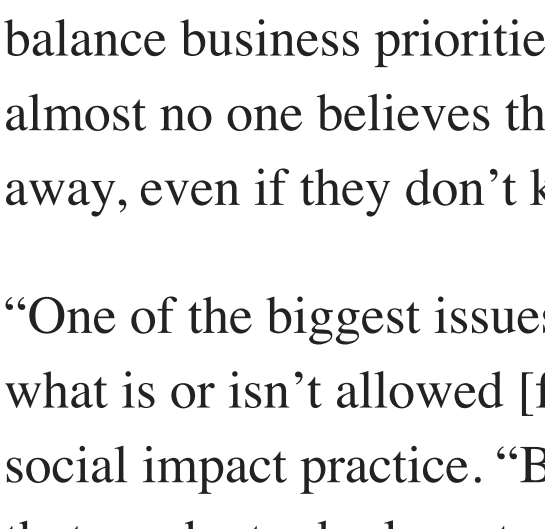 balance business prioritie
almost no one believes th
away, even if they don’t k
“One of the biggest issues
what is or isn’t allowed [f
social impact practice. “B